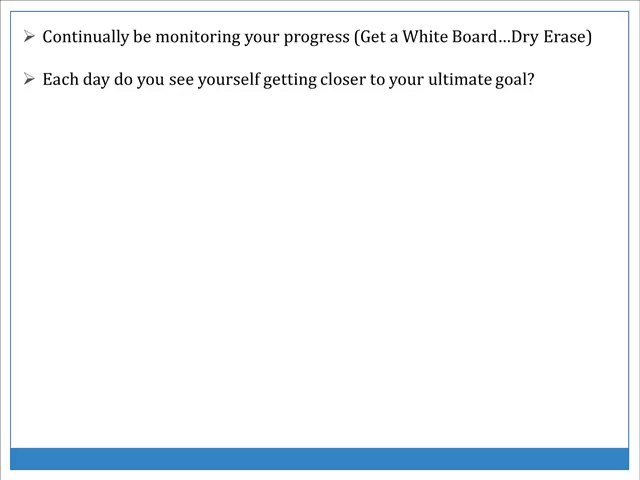 Continually be monitoring your progress (Get a White Board…Dry Erase)
Each day do you see yourself getting closer to your ultimate goal?